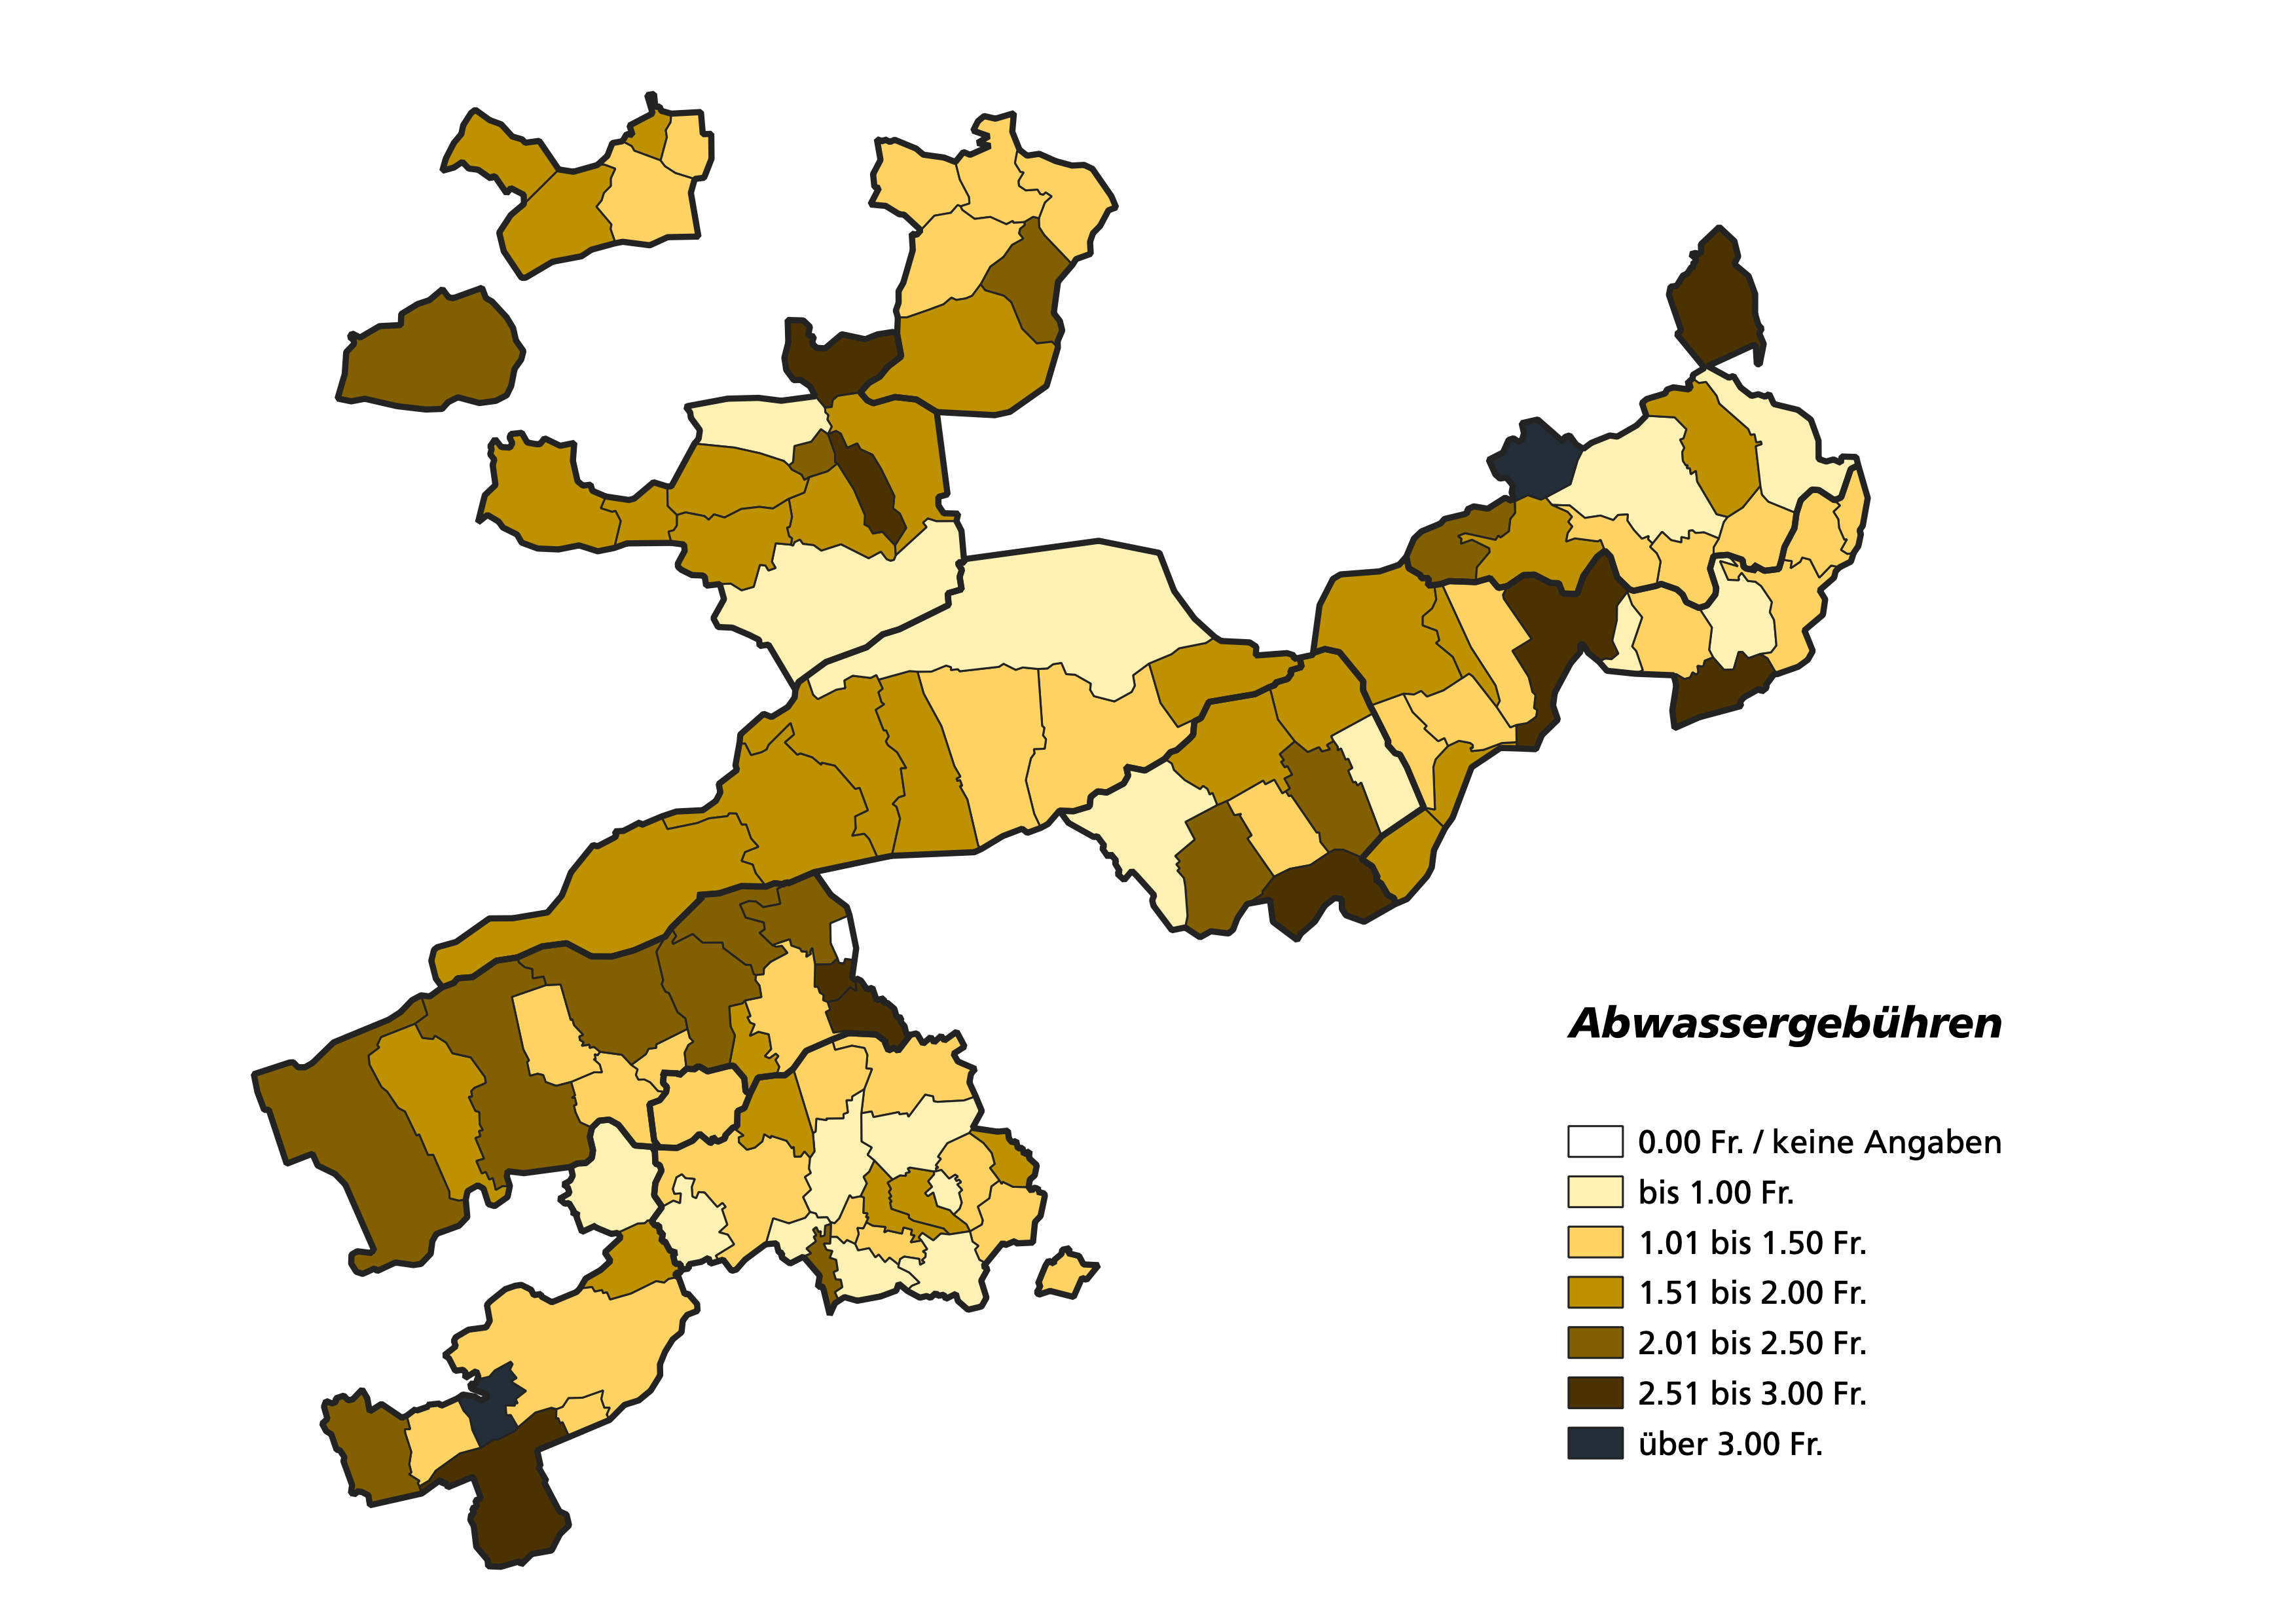 Abwassergebühren
0.00 Fr. / keine Angaben
bis 1.00 Fr.
1.01 bis 1.50 Fr.
1.51 bis 2.00 Fr.
2.01 bis 2.50 Fr.
2.51 bis 3.00 Fr.
über 3.00 Fr.